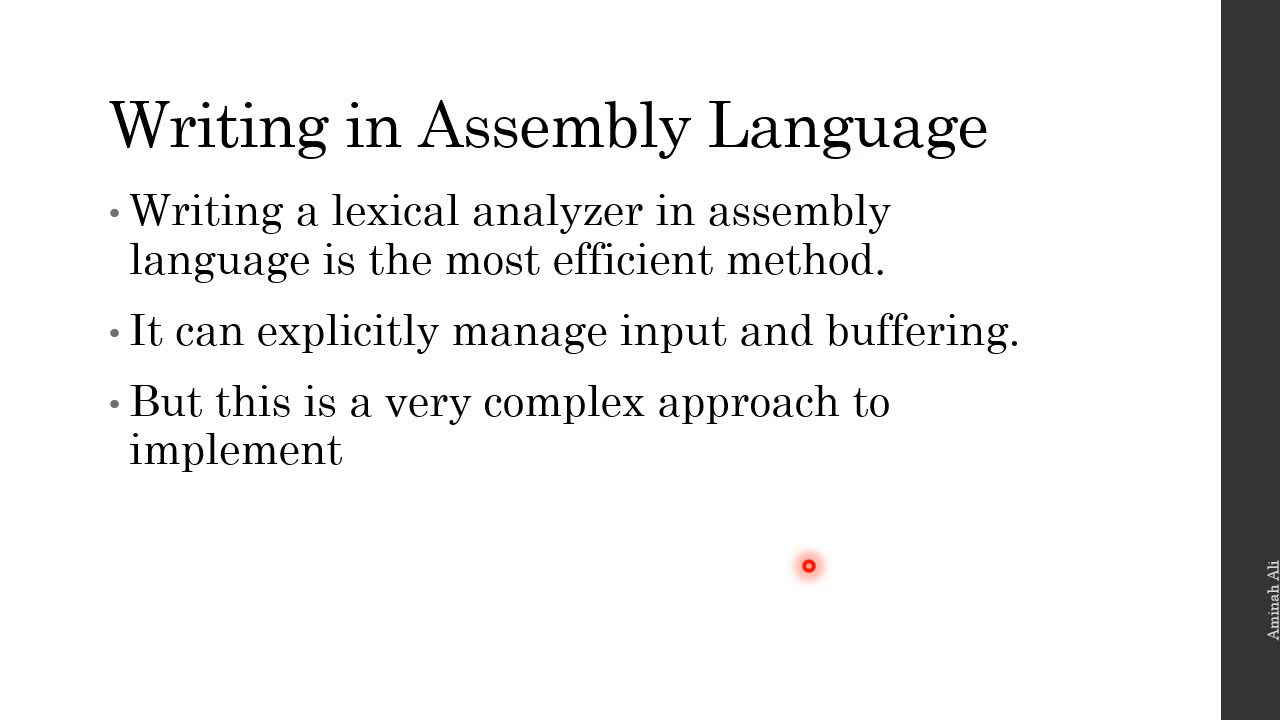 Writing in Assembly Language
• Writing a lexical analyzer in assembly
language is the most efficient method.
• It can explicitly manage input and buffering.
• But this is a very complex approach to
implement
Aminah Ali